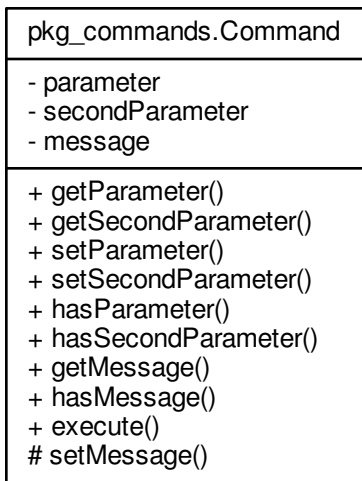 pkg_commands.Command
- parameter
- secondParameter
- message
+ getParameter()
+ getSecondParameter()
+ setParameter()
+ setSecondParameter()
+ hasParameter()
+ hasSecondParameter()
+ getMessage()
+ hasMessage()
+ execute()
# setMessage()